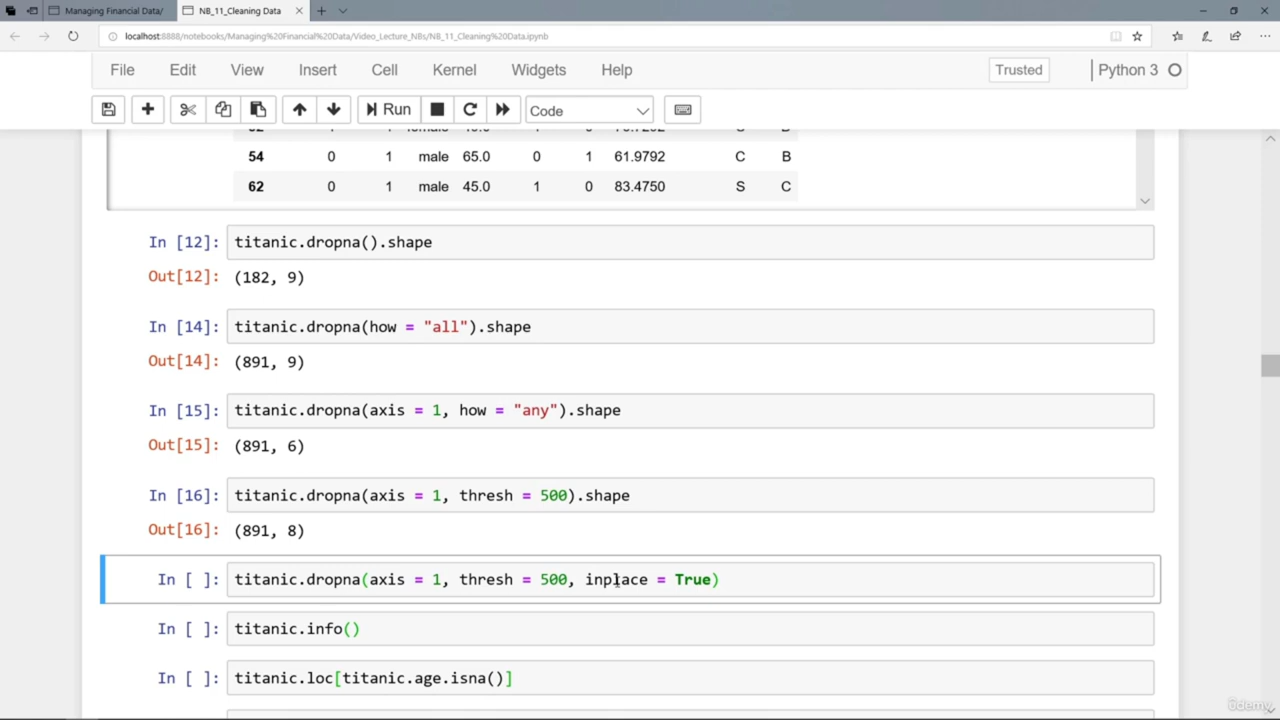 Managing Financial Data/
NB_11_Cleaning Data
localhost:8888/notebooks/Managing%20Financial%20Data/Video_Lecture_NBs/NB_11_Cleaning%20Data.ipynb
File Edit View Insert Cell Kernel Widgets Help Trusted Python 3
Run Code
54 0 1 male 65.0 0 1 61.9792 C B
62 0 1 male 45.0 1 0 83.4750 S C
In [12]: titanic.dropna().shape
Out[12]: (182, 9)
In [14]: titanic.dropna(how = "all").shape
Out[14]: (891, 9)
In [15]: titanic.dropna(axis = 1, how = "any").shape
Out[15]: (891, 6)
In [16]: titanic.dropna(axis = 1, thresh = 500).shape
Out[16]: (891, 8)
In [ ]: titanic.dropna(axis = 1, thresh = 500, inplace = True)
In [ ]: titanic.info()
In [ ]: titanic.loc[titanic.age.isna()]
ûdemy